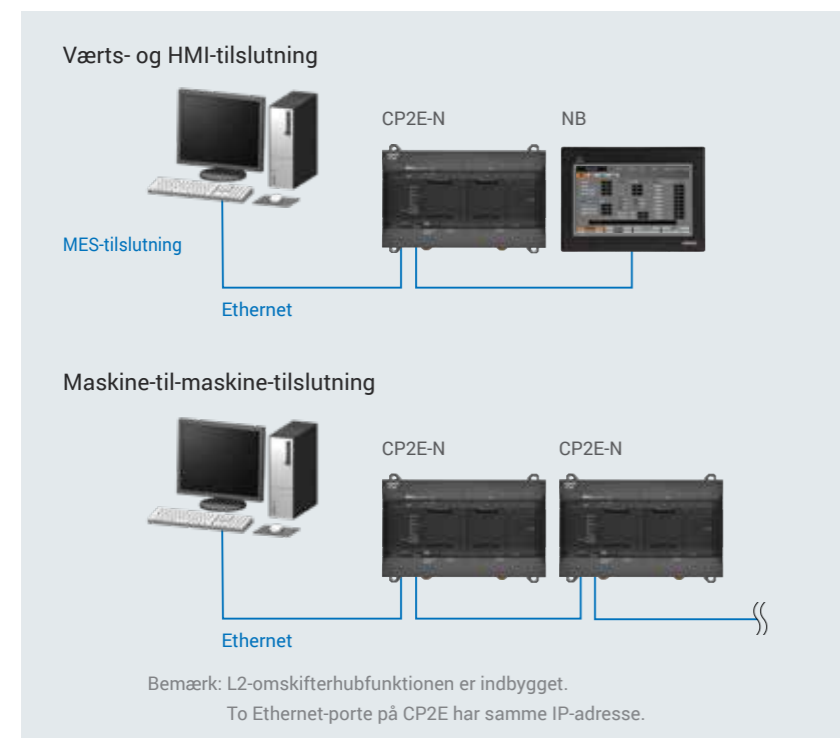 Værts- og HMI-tilslutning
CP2E-N
NB
MES-tilslutning
Ethernet
Maskine-til-maskine-tilslutning
CP2E-N
CP2E-N
Ethernet
Bemærk: L2-omskifterhubfunktionen er indbygget.
To Ethernet-porte på CP2E har samme IP-adresse.